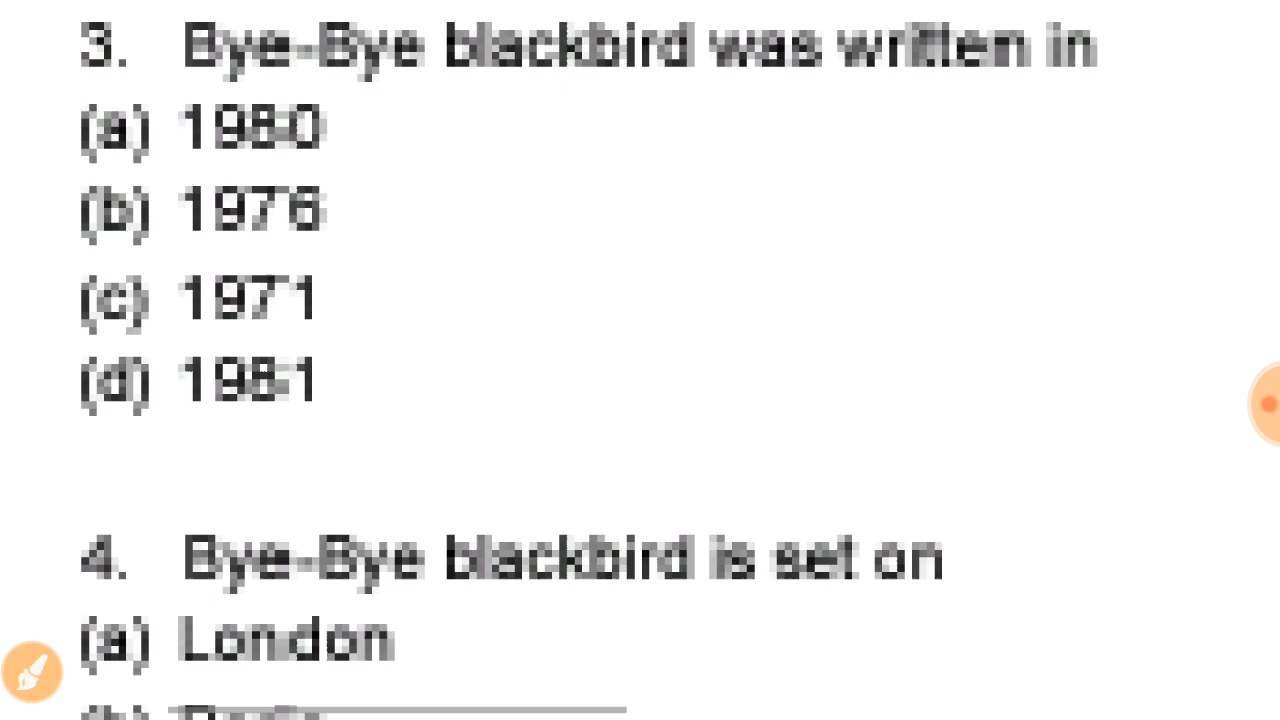 3. Bye-Bye blackbird was written in
(a) 1980
(b) 1976
(c) 1971
(d) 1981
4. Bye-Bye blackbird is set on
(a) London
(b)